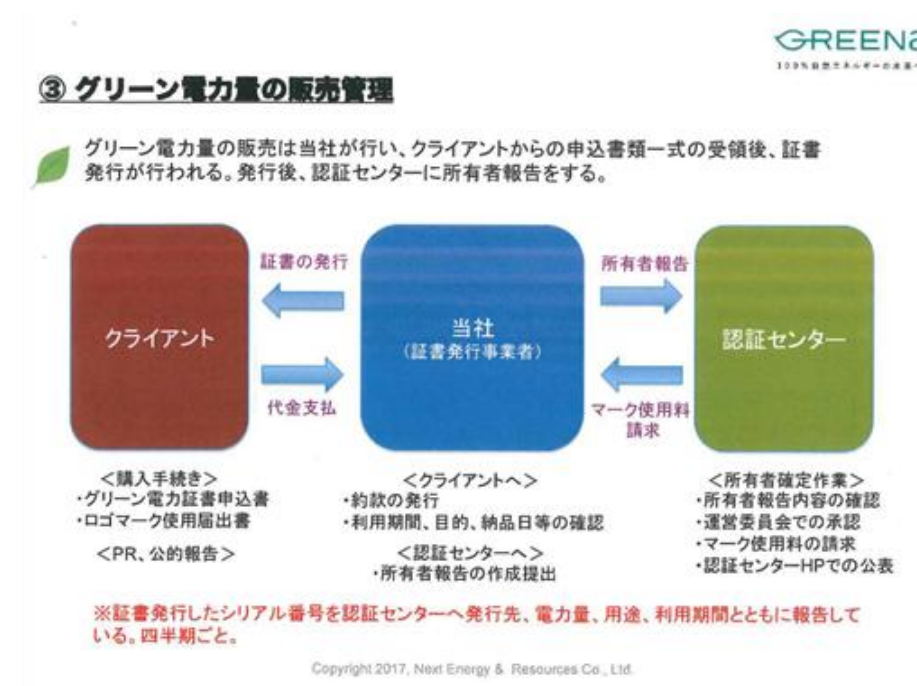 GREENa
③ グリーン電力量の販売管理
グリーン電力量の販売は当社が行い、クライアントからの申込書類一式の受領後、証書
発行が行われる。発行後、認証センターに所有者報告をする。
証書の発行
所有者報告
クライアント
当社
(証書発行事業者)
認証センター
代金支払
マーク使用料
請求
＜購入手続き＞
・グリーン電力証書申込書
・ロゴマーク使用届出書
＜PR、公的報告＞
＜クライアントへ＞
・約款の発行
・利用期間、目的、納品日等の確認
＜認証センターへ＞
・所有者報告の作成提出
＜所有者確定作業＞
・所有者報告内容の確認
・運営委員会での承認
・マーク使用料の請求
・認証センターHPでの公表
※証書発行したシリアル番号を認証センターへ発行先、電力量、用途、利用期間とともに報告して
いる。四半期ごと。
Copyright 2017, Next Energy & Resources Co., Ltd.